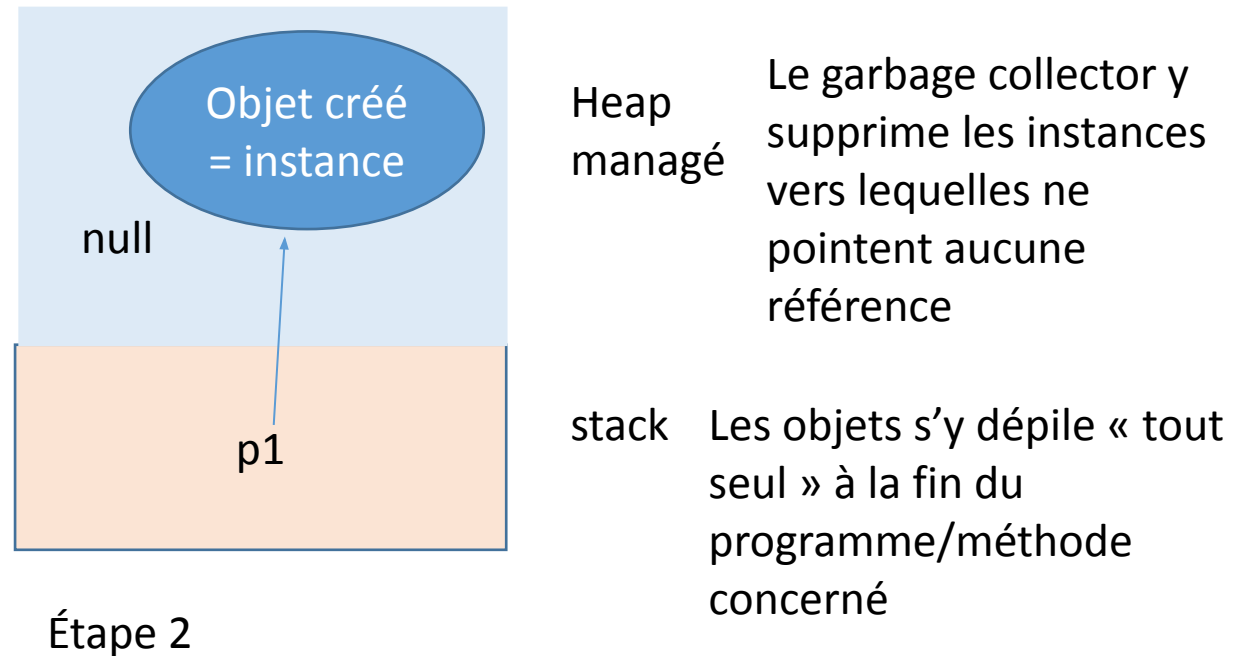 Objet créé
= instance
null
p1
Heap
managé
Le garbage collector y
supprime les instances
vers lequelles ne
pointent aucune
référence
stack
Les objets s’y dépile « tout
seul » à la fin du
programme/méthode
concerné
Étape 2